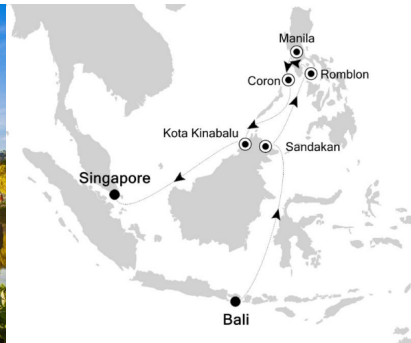 Manila
Coron
Romblon
Kota Kinabalu
Sandakan
Singapore
Bali